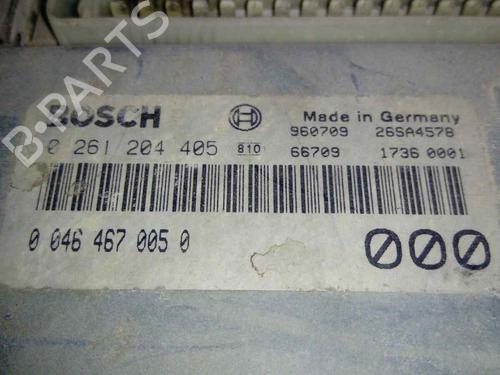 B-PARTS
BOSCH
Made in Germany
960709 26SA4578
0 261 204 405 810 66709 1736 0001
0 046 467 005 0
000